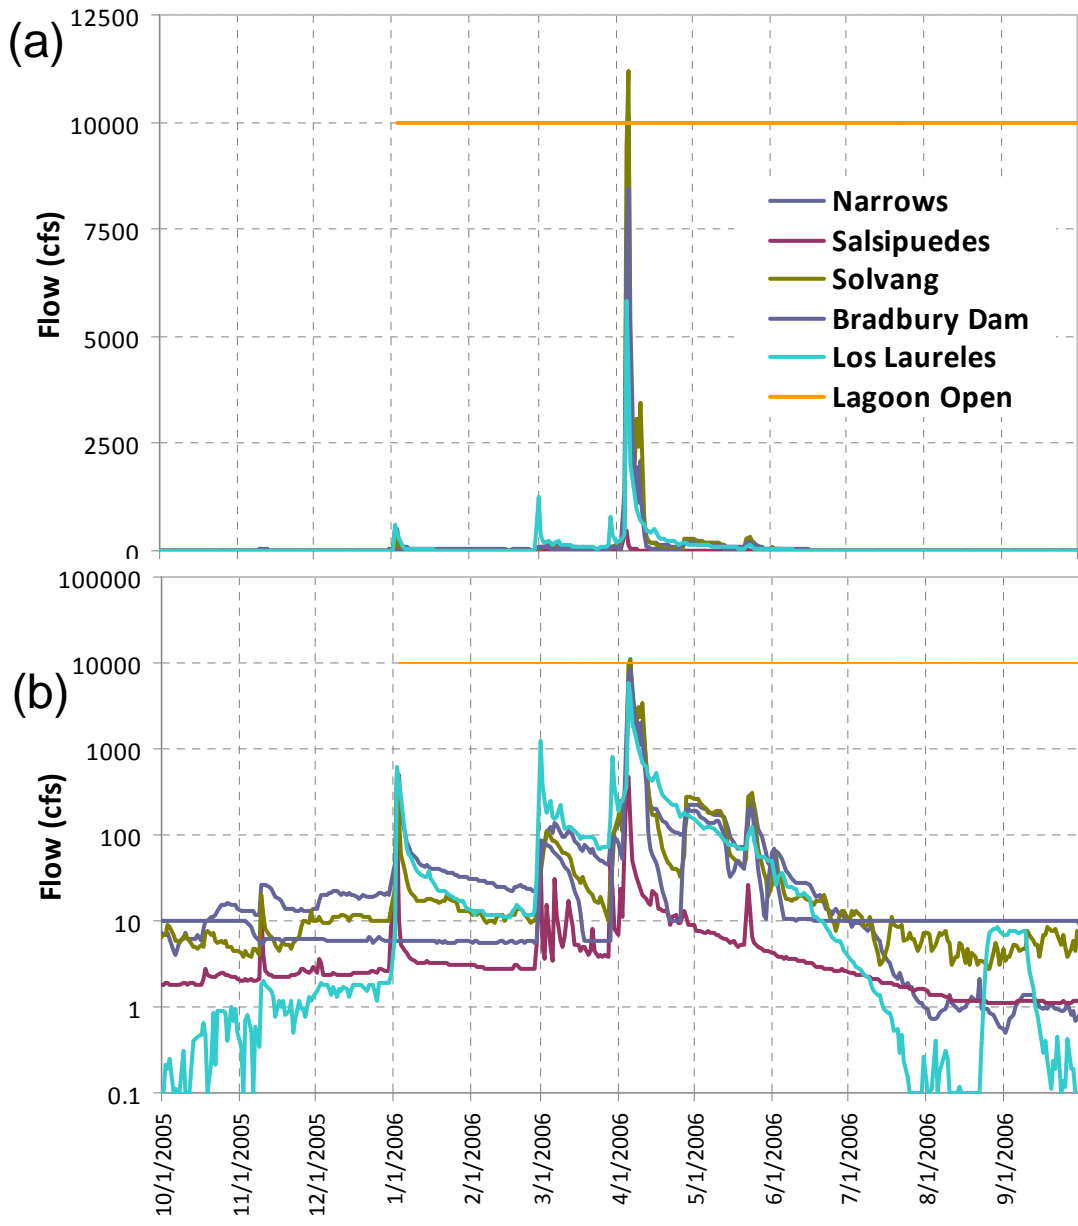 (a)
Flow (cfs)
12500
10000
7500
5000
2500
0
Narrows
Salsipuedes
Solvang
Bradbury Dam
Los Laureles
Lagoon Open
(b)
Flow (cfs)
100000
10000
1000
100
10
1
0.1
10/1/2005
11/1/2005
12/1/2005
1/1/2006
2/1/2006
3/1/2006
4/1/2006
5/1/2006
6/1/2006
7/1/2006
8/1/2006
9/1/2006